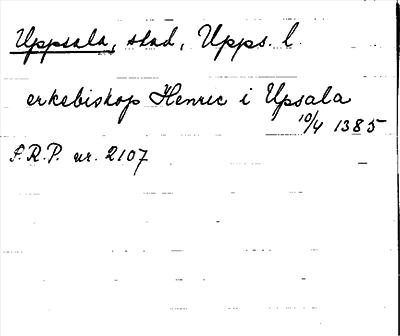 Uppsala, stad, Upps. l.
erkebiskop Henric i Upsala
10/4 1385
S.R.P. nr. 2107